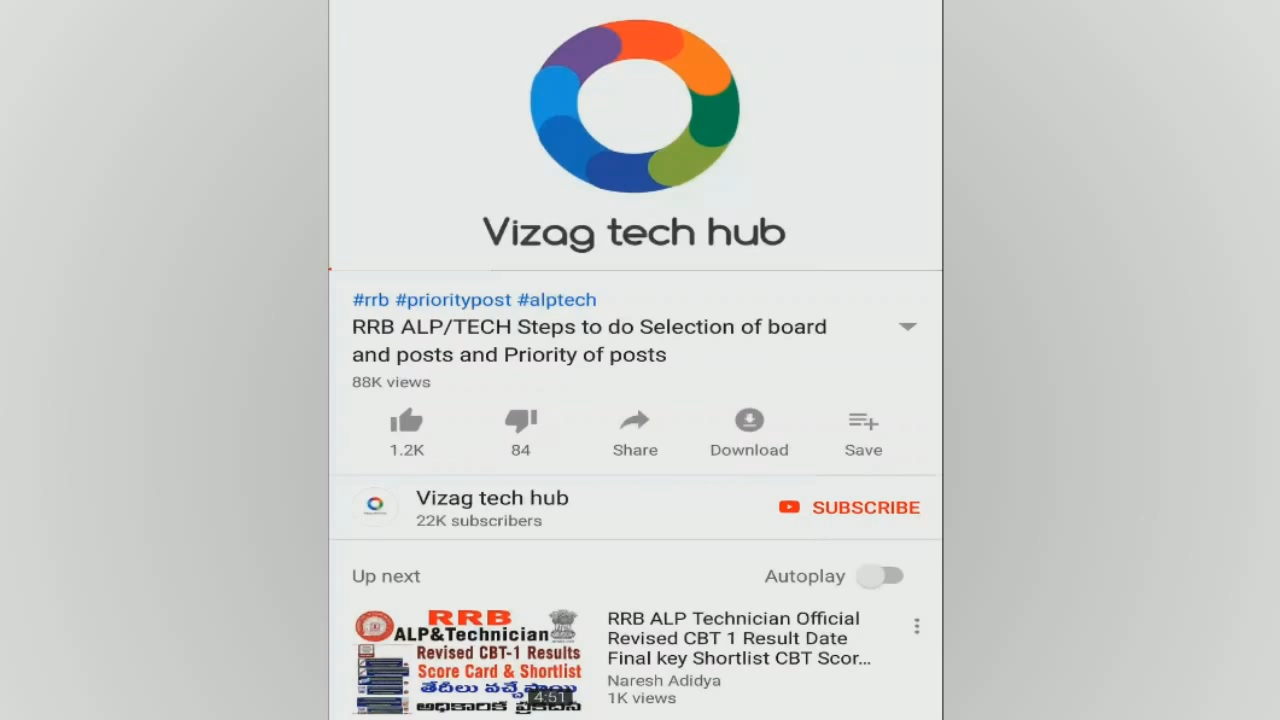 Vizag tech hub
#rrb #prioritypost #alptech
RRB ALP/TECH Steps to do Selection of board
and posts and Priority of posts
88K views
1.2K
84
Share
Download
Save
Vizag tech hub
22K subscribers
SUBSCRIBE
Up next
Autoplay
RRB
ALP&Technician
Revised CBT-1 Results
Score Card & Shortlist
తేదీలు వచ్చేసాయి
అధికారిక ప్రకటన
4:51
RRB ALP Technician Official
Revised CBT 1 Result Date
Final key Shortlist CBT Scor...
Naresh Adidya
1K views